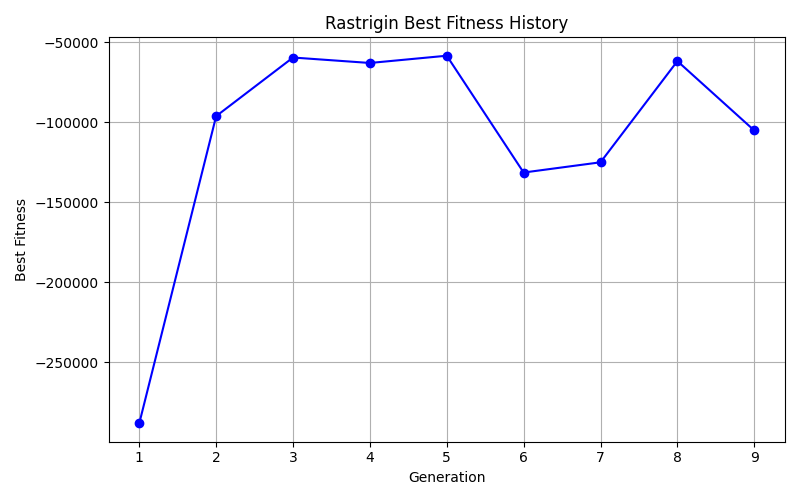 Rastrigin Best Fitness History
Best Fitness
−50000
−100000
−150000
−200000
−250000
1 2 3 4 5 6 7 8 9
Generation